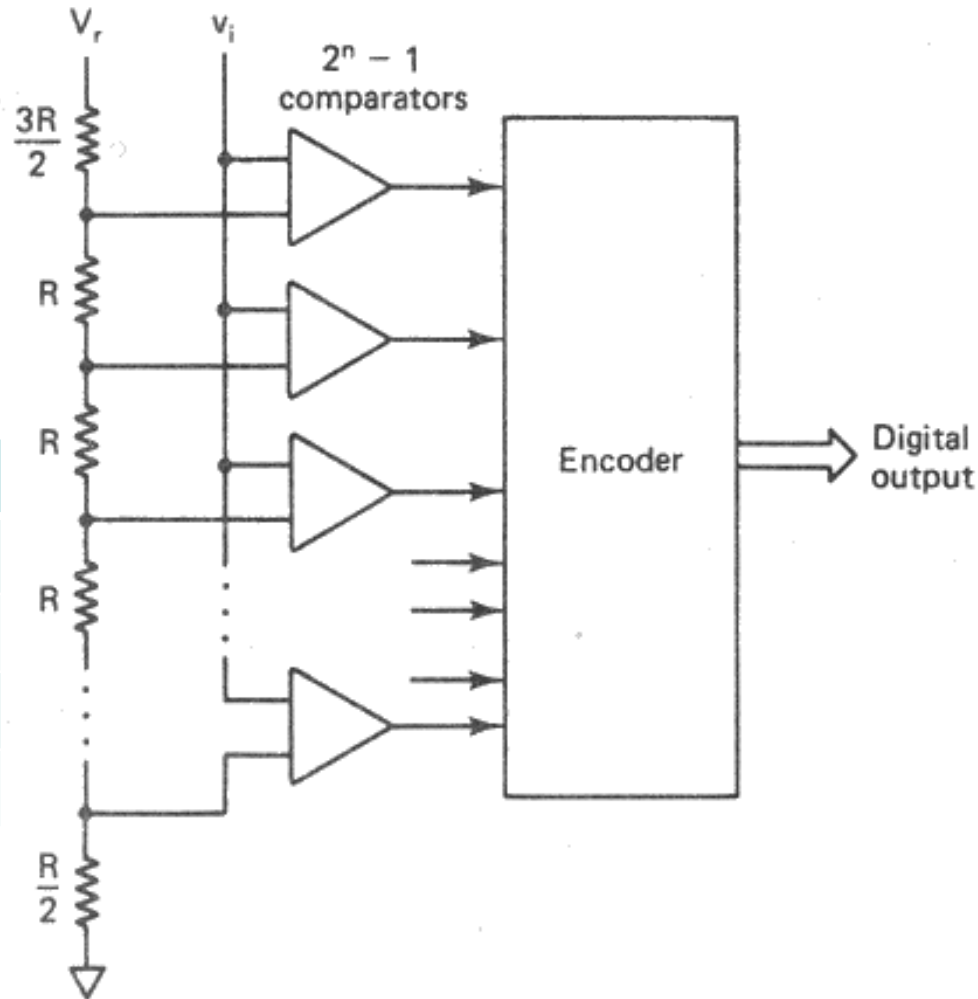 Vᵣ
vᵢ
2ⁿ − 1
comparators
3R
2
R
R
R
R
2
Encoder
Digital
output